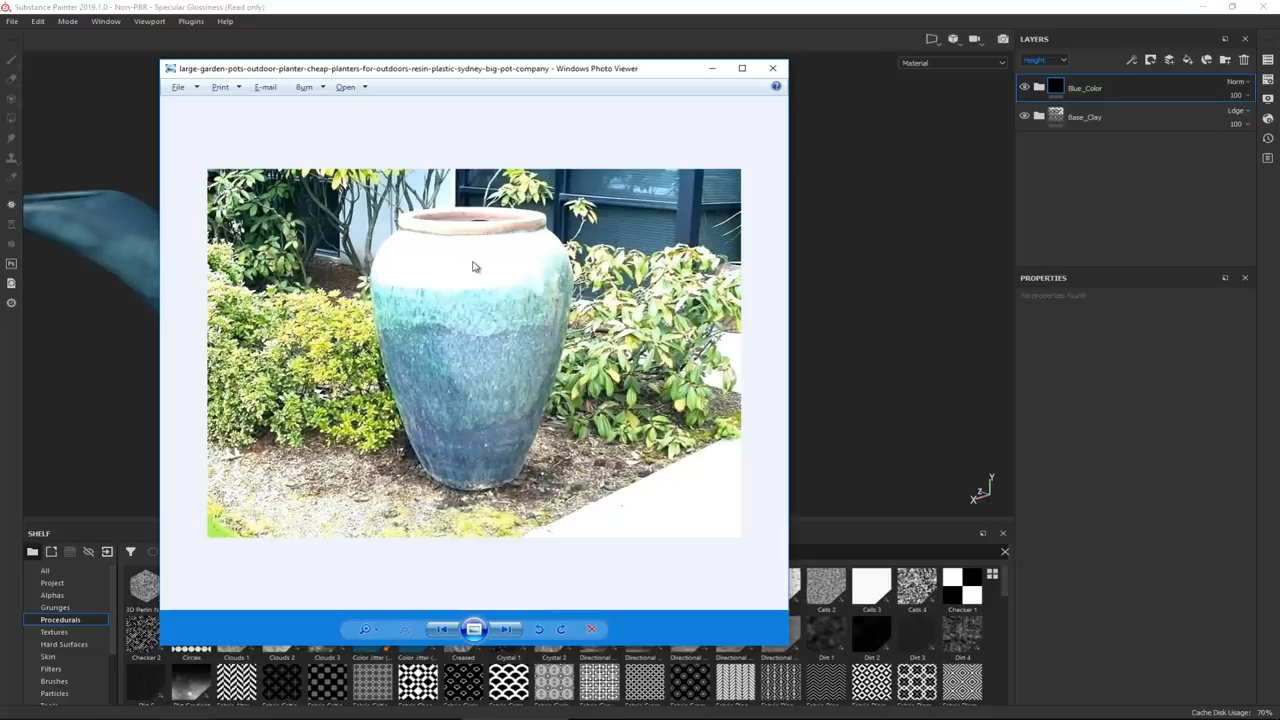 Substance Painter 2019.1.0 - Non-PBR - Specular Glossiness (Read only)
File Edit Mode Window Viewport Plugins Help
Material
LAYERS
Height
Blue_Color
Norm
100
Base_Clay
Ldge
100
large-garden-pots-outdoor-planter-cheap-planters-for-outdoors-resin-plastic-sydney-big-pot-company - Windows Photo Viewer
File Print E-mail Burn Open
PROPERTIES
No properties found
Y
Z
X
SHELF
All
Project
Alphas
Grunges
Procedurals
Textures
Hard Surfaces
Skin
Filters
Brushes
Particles
3D Perlin N
Cells 2 Cells 3 Cells 4 Checker 1
Checker 2 Circles Clouds 1 Clouds 2 Clouds 3 Color Jitter ( Color Jitter ( Creased Crystal 1 Crystal 2 Directional Directional Directional Directional Directional Dirt 1 Dirt 2 Dirt 3 Dirt 4
Cache Disk Usage: 70%